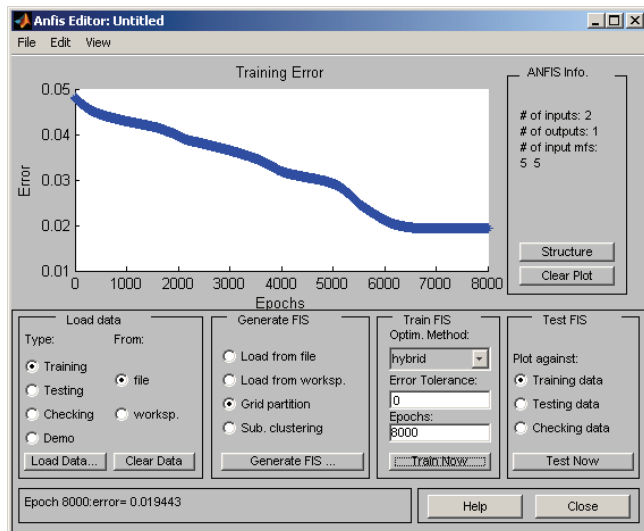 Anfis Editor: Untitled
File Edit View
Training Error
0.05
0.04
0.03
0.02
0.01
Error
0 1000 2000 3000 4000 5000 6000 7000 8000
Epochs
ANFIS Info.
# of inputs: 2
# of outputs: 1
# of input mfs:
5 5
Structure
Clear Plot
Load data
Type: From:
Training
file
Testing
Checking
worksp.
Demo
Load Data... Clear Data
Generate FIS
Load from file
Load from worksp.
Grid partition
Sub. clustering
Generate FIS ...
Train FIS
Optim. Method:
hybrid
Error Tolerance:
0
Epochs:
8000
Train Now
Test FIS
Plot against:
Training data
Testing data
Checking data
Test Now
Epoch 8000:error= 0.019443
Help Close